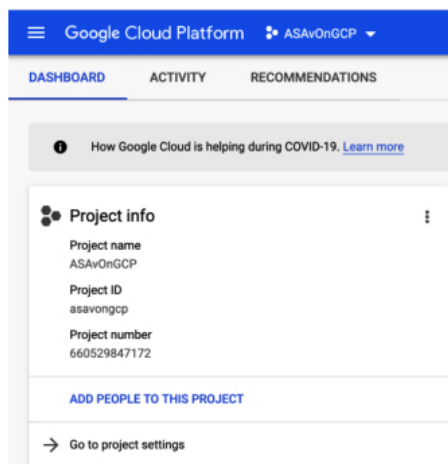 Google Cloud Platform ASAvOnGCP
DASHBOARD ACTIVITY RECOMMENDATIONS
How Google Cloud is helping during COVID-19. Learn more
Project info
Project name
ASAvOnGCP
Project ID
asavongcp
Project number
660529847172
ADD PEOPLE TO THIS PROJECT
Go to project settings